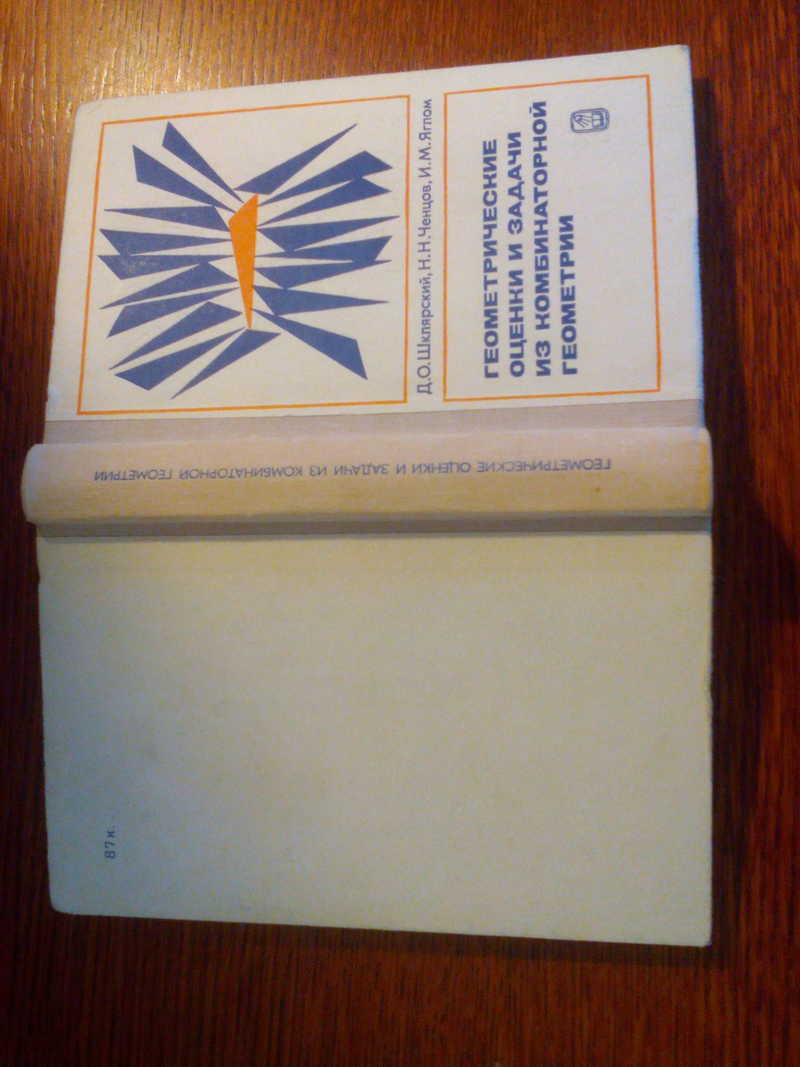 Д.О.Шклярский, Н.Н.Ченцов, И.М.Яглом
ГЕОМЕТРИЧЕСКИЕ
ОЦЕНКИ И ЗАДАЧИ
ИЗ КОМБИНАТОРНОЙ
ГЕОМЕТРИИ
ГЕОМЕТРИЧЕСКИЕ ОЦЕНКИ И ЗАДАЧИ ИЗ КОМБИНАТОРНОЙ ГЕОМЕТРИИ
87 к.